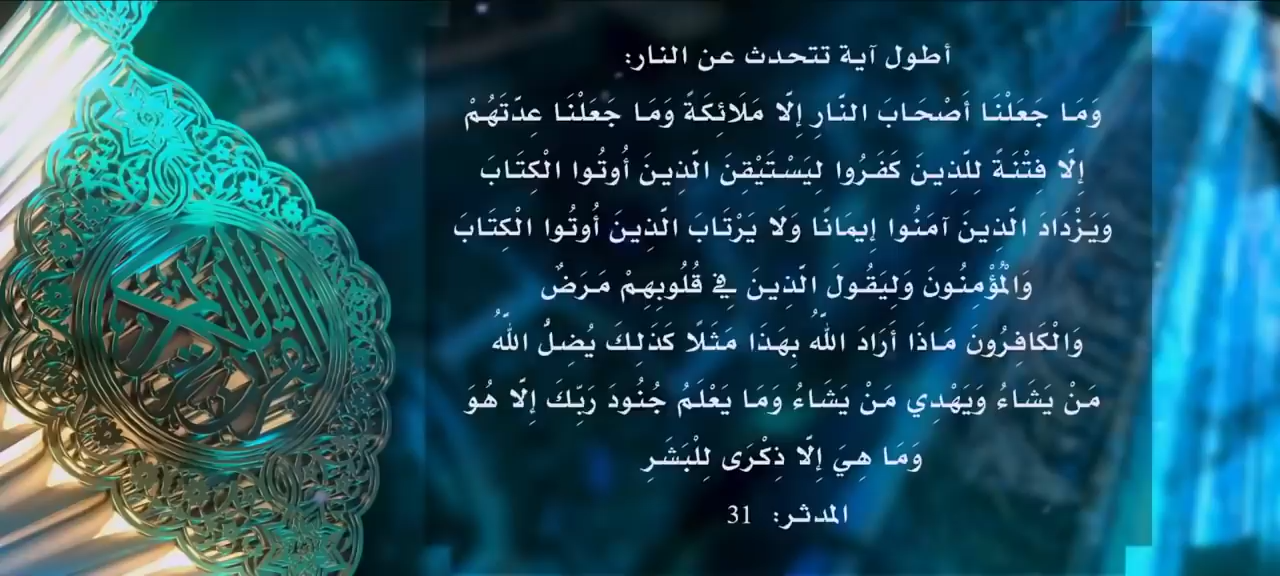 أطول آية تتحدث عن النار:
وَمَا جَعَلْنَا أَصْحَابَ النَّارِ إِلَّا مَلَائِكَةً وَمَا جَعَلْنَا عِدَّتَهُمْ
إِلَّا فِتْنَةً لِلَّذِينَ كَفَرُوا لِيَسْتَيْقِنَ الَّذِينَ أُوتُوا الْكِتَابَ
وَيَزْدَادَ الَّذِينَ آمَنُوا إِيمَانًا وَلَا يَرْتَابَ الَّذِينَ أُوتُوا الْكِتَابَ
وَالْمُؤْمِنُونَ وَلِيَقُولَ الَّذِينَ فِي قُلُوبِهِمْ مَرَضٌ
وَالْكَافِرُونَ مَاذَا أَرَادَ اللَّهُ بِهَذَا مَثَلًا كَذَلِكَ يُضِلُّ اللَّهُ
مَنْ يَشَاءُ وَيَهْدِي مَنْ يَشَاءُ وَمَا يَعْلَمُ جُنُودَ رَبِّكَ إِلَّا هُوَ
وَمَا هِيَ إِلَّا ذِكْرَى لِلْبَشَرِ
المدثر: 31